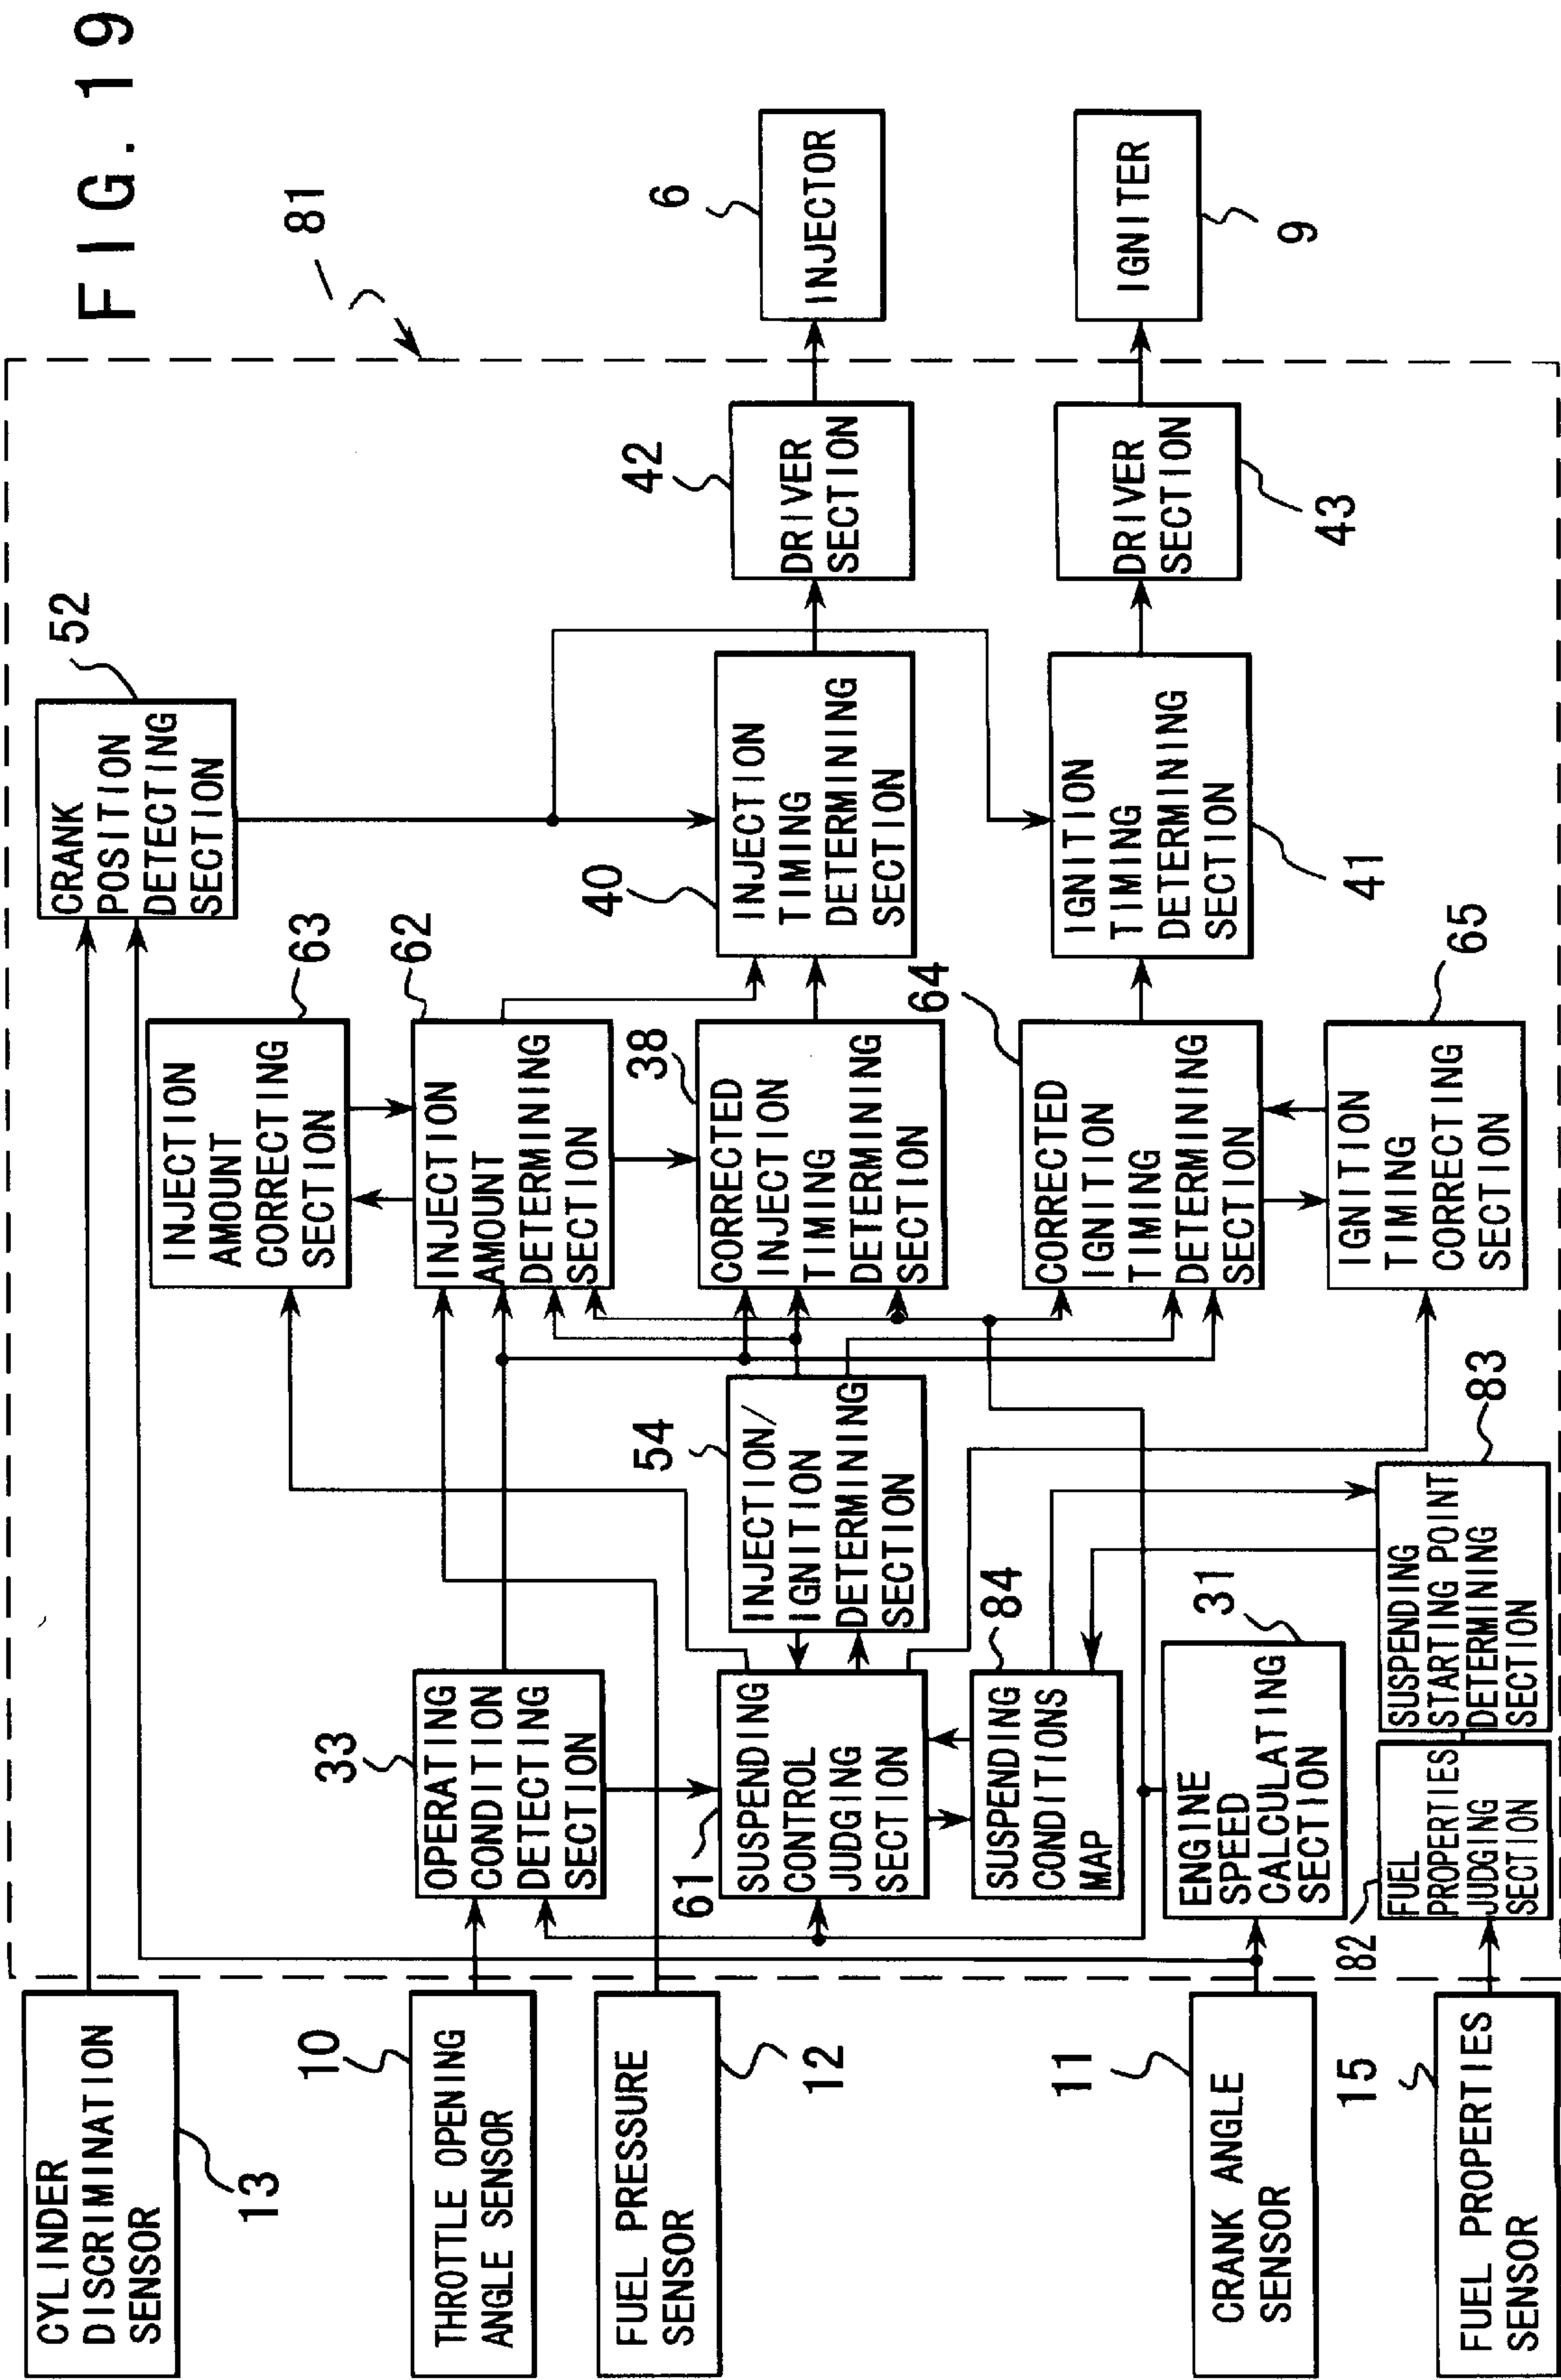 FIG. 19
81
CYLINDER
DISCRIMINATION
SENSOR
13
THROTTLE OPENING
ANGLE SENSOR
10
FUEL PRESSURE
SENSOR
12
CRANK ANGLE
SENSOR
11
FUEL PROPERTIES
SENSOR
15
OPERATING
CONDITION
DETECTING
SECTION
33
SUSPENDING
CONTROL
JUDGING
SECTION
61
SUSPENDING
CONDITIONS
MAP
84
ENGINE
SPEED
CALCULATING
SECTION
31
FUEL
PROPERTIES
JUDGING
SECTION
82
SUSPENDING
STARTING POINT
DETERMINING
SECTION
83
INJECTION/
IGNITION
DETERMINING
SECTION
54
INJECTION
AMOUNT
CORRECTING
SECTION
63
INJECTION
AMOUNT
DETERMINING
SECTION
62
CORRECTED
INJECTION
TIMING
DETERMINING
SECTION
38
CORRECTED
IGNITION
TIMING
DETERMINING
SECTION
64
IGNITION
TIMING
CORRECTING
SECTION
65
CRANK
POSITION
DETECTING
SECTION
52
INJECTION
TIMING
DETERMINING
SECTION
40
IGNITION
TIMING
DETERMINING
SECTION
41
DRIVER
SECTION
42
DRIVER
SECTION
43
INJECTOR
6
IGNITER
9